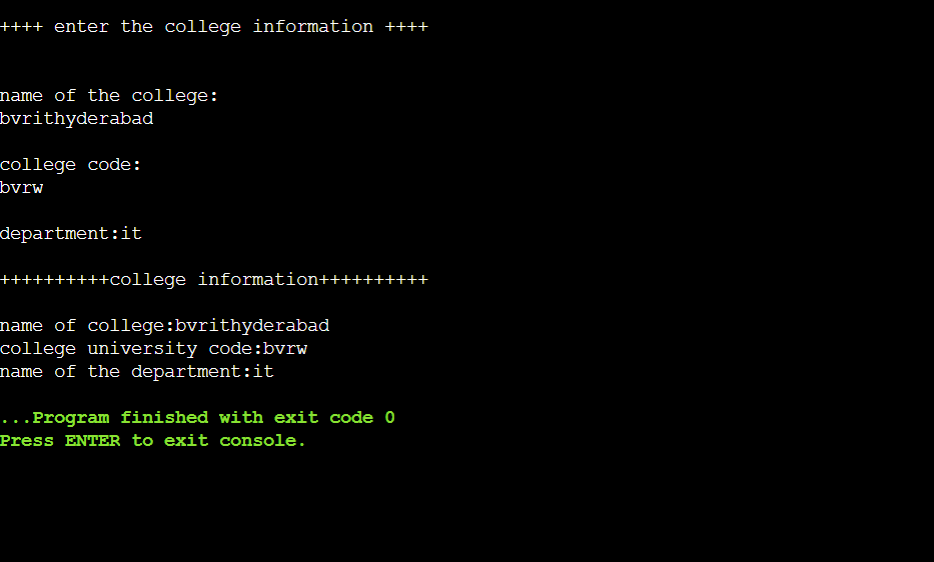 ++++ enter the college information ++++
name of the college:
bvrithyderabad
college code:
bvrw
department:it
++++++++++college information++++++++++
name of college:bvrithyderabad
college university code:bvrw
name of the department:it
...Program finished with exit code 0
Press ENTER to exit console.